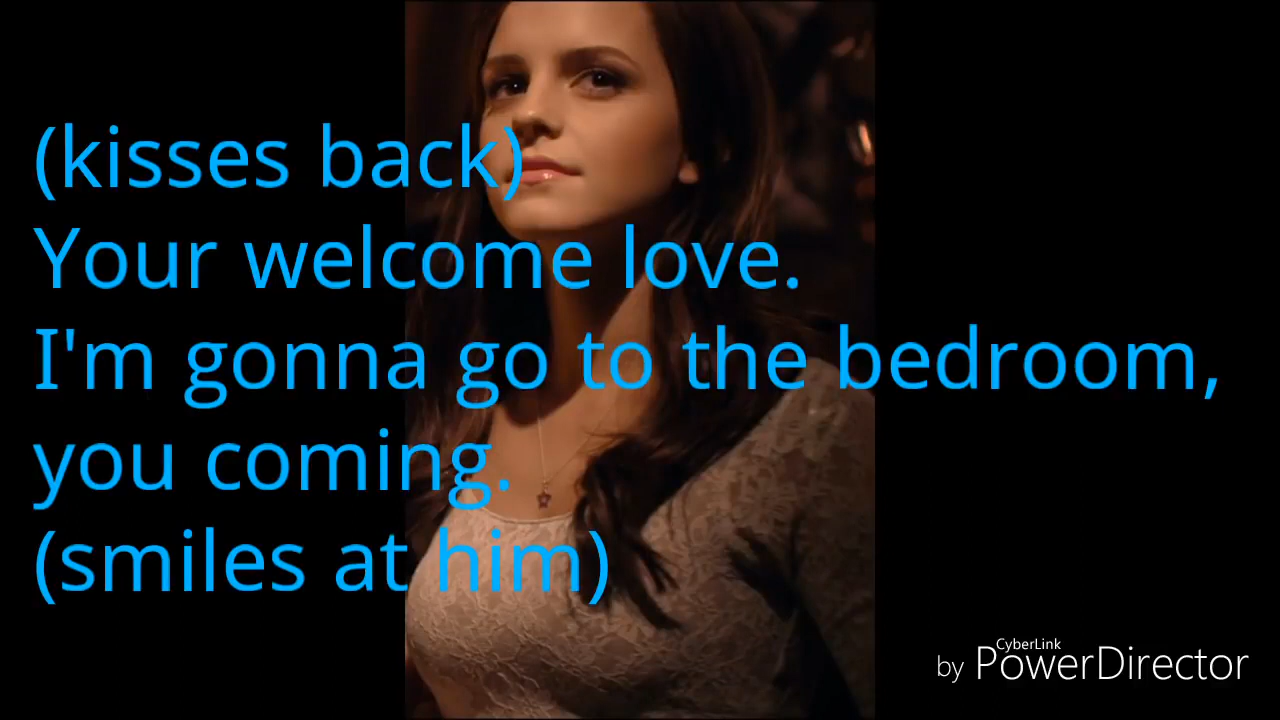 (kisses back)
Your welcome love.
I'm gonna go to the bedroom,
you coming.
(smiles at him)
CyberLink
by PowerDirector